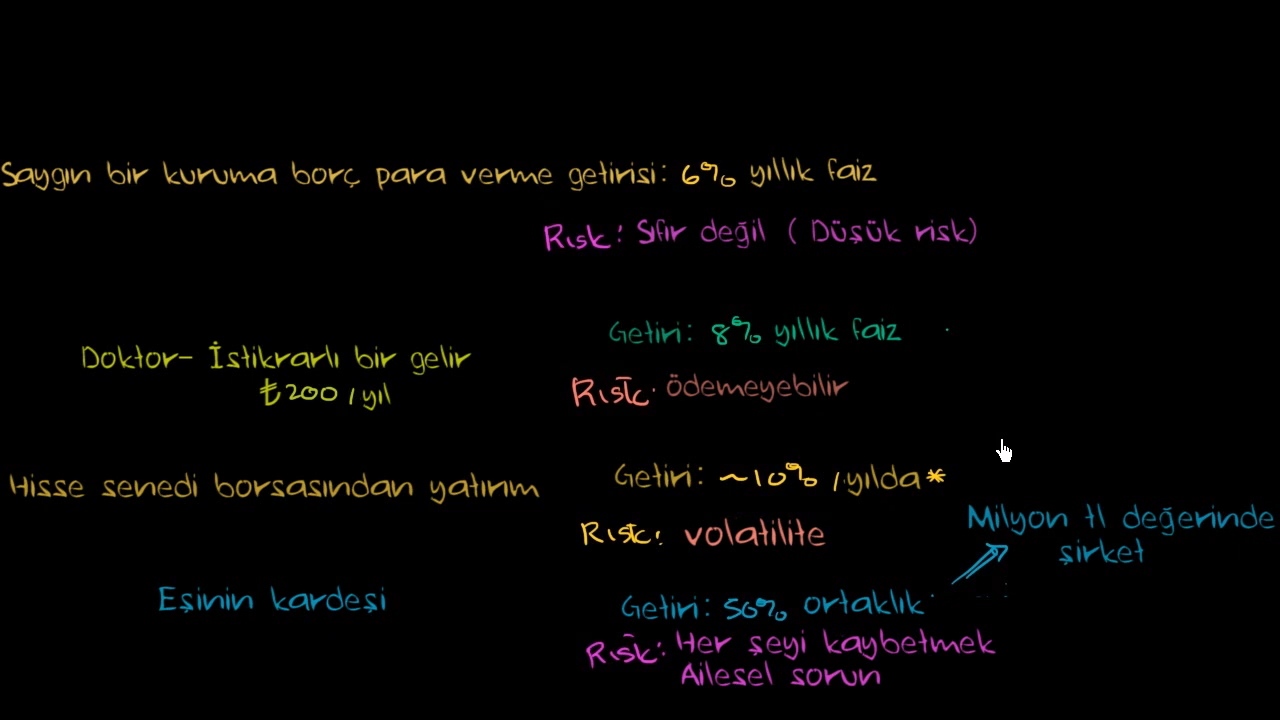 Saygın bir kuruma borç para verme getirisi: 6% yıllık faiz
Risk: Sıfır değil ( Düşük risk)
Getiri: 8% yıllık faiz
Doktor- İstikrarlı bir gelir
₺200 / yıl
Risk: ödemeyebilir
Hisse senedi borsasından yatırım
Getiri: ~10% / yılda *
Risk: volatilite
Milyon tl değerinde
şirket
Eşinin kardeşi
Getiri: 50% ortaklık
Risk: Her şeyi kaybetmek
Ailesel sorun